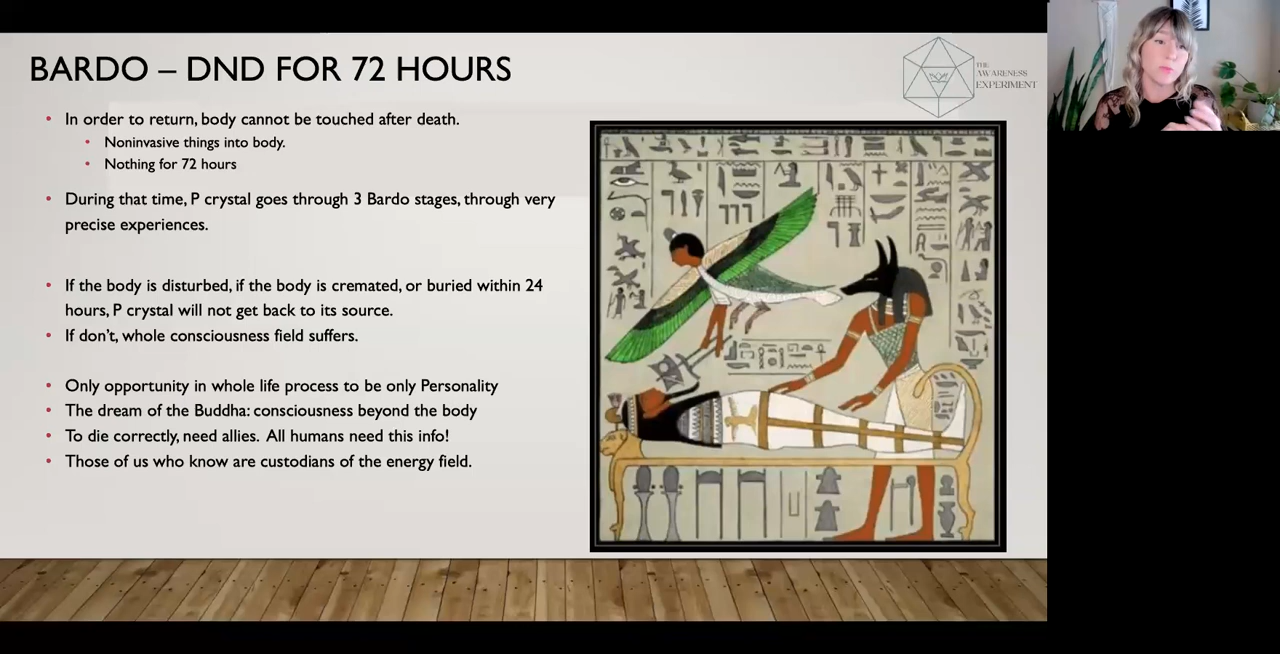 BARDO – DND FOR 72 HOURS
THE
AWARENESS
EXPERIMENT
• In order to return, body cannot be touched after death.
• Noninvasive things into body.
• Nothing for 72 hours
• During that time, P crystal goes through 3 Bardo stages, through very
precise experiences.
• If the body is disturbed, if the body is cremated, or buried within 24
hours, P crystal will not get back to its source.
• If don't, whole consciousness field suffers.
• Only opportunity in whole life process to be only Personality
• The dream of the Buddha: consciousness beyond the body
• To die correctly, need allies. All humans need this info!
• Those of us who know are custodians of the energy field.